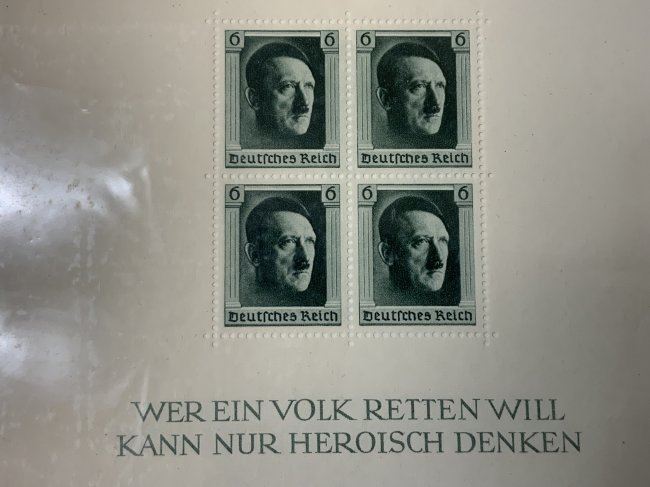 6 6 6 6
Deutsches Reich Deutsches Reich
6 6 6 6
Deutsches Reich Deutsches Reich
WER EIN VOLK RETTEN WILL
KANN NUR HEROISCH DENKEN